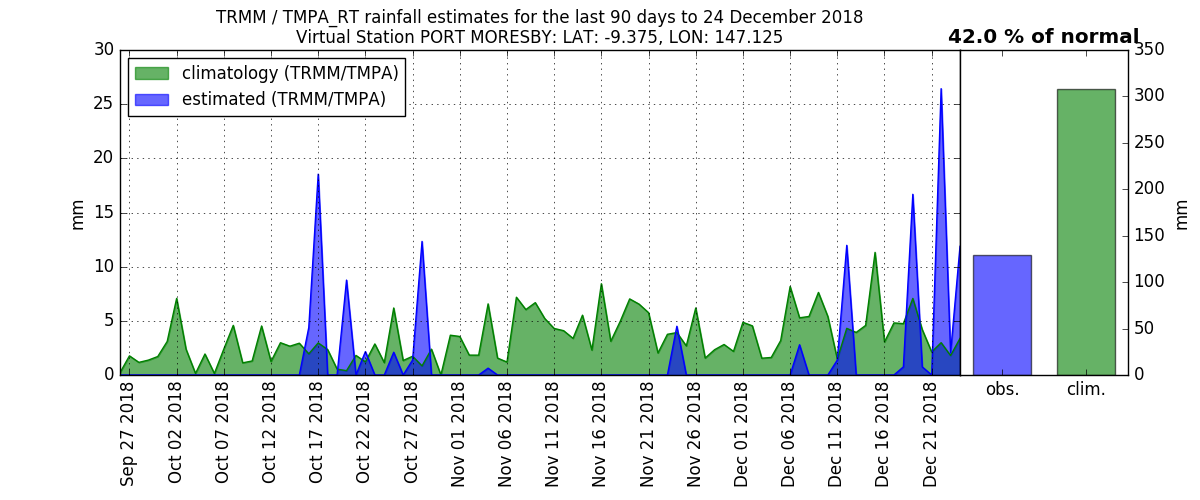 TRMM / TMPA_RT rainfall estimates for the last 90 days to 24 December 2018
Virtual Station PORT MORESBY: LAT: -9.375, LON: 147.125
42.0 % of normal
climatology (TRMM/TMPA)
estimated (TRMM/TMPA)
30
25
20
15
10
5
0
mm
Sep 27 2018
Oct 02 2018
Oct 07 2018
Oct 12 2018
Oct 17 2018
Oct 22 2018
Oct 27 2018
Nov 01 2018
Nov 06 2018
Nov 11 2018
Nov 16 2018
Nov 21 2018
Nov 26 2018
Dec 01 2018
Dec 06 2018
Dec 11 2018
Dec 16 2018
Dec 21 2018
obs.
clim.
350
300
250
200
150
100
50
0
mm